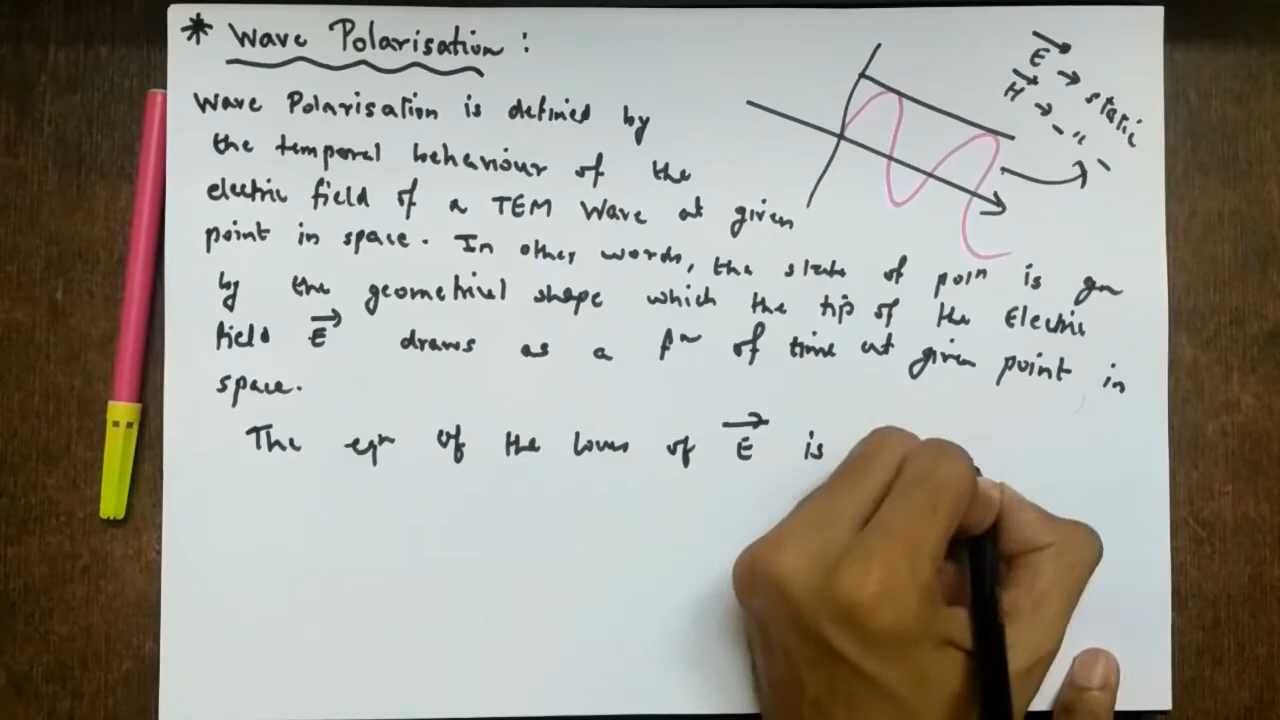 * Wave Polarisation :
Wave Polarisation is defined by
the temporal behaviour of the
electric field of a TEM Wave at given
point in space. In other words, the state of poln is
by the geometrical shape which the tip of the Electric
field E draws as a fn of time at given point in
space.
The eqn of the locus of E is
E → static
H → - " -